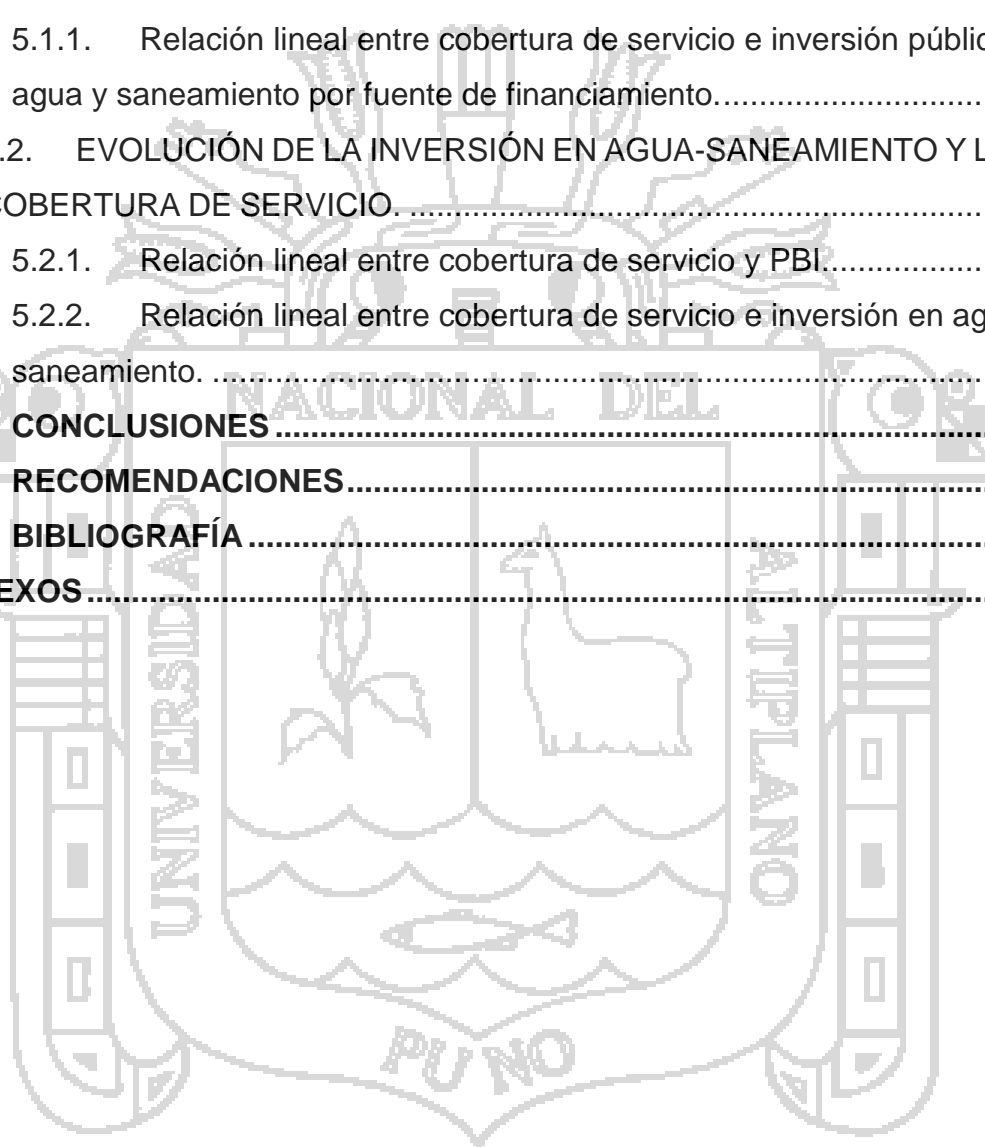 5.1.1. Relación lineal entre cobertura de servicio e inversión públic
agua y saneamiento por fuente de financiamiento...............................
.2. EVOLUCIÓN DE LA INVERSIÓN EN AGUA-SANEAMIENTO Y L
COBERTURA DE SERVICIO. ......................................................................
5.2.1. Relación lineal entre cobertura de servicio y PBI...................
5.2.2. Relación lineal entre cobertura de servicio e inversión en ag
saneamiento. .............................................................................................
CONCLUSIONES ......................................................................................
RECOMENDACIONES..............................................................................
BIBLIOGRAFÍA .........................................................................................
EXOS............................................................................................................
NACIONAL DEL
UNIVERSIDAD
ALTIPLANO
PUNO